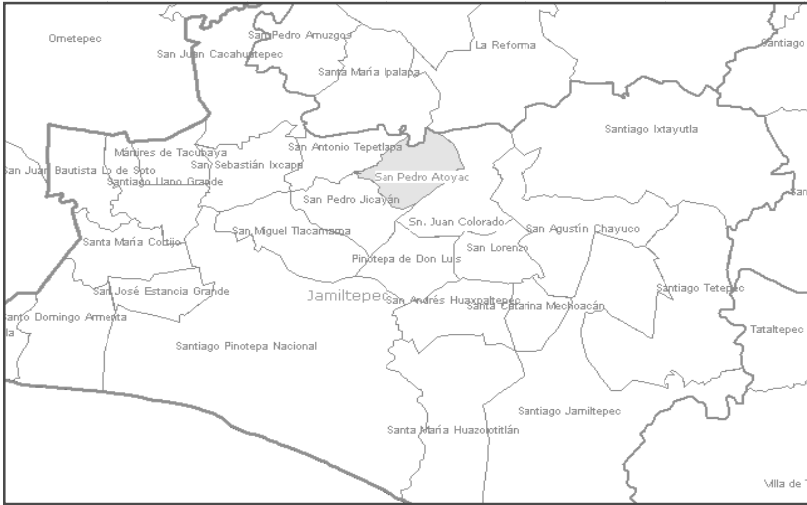 Ometepec
San Pedro Amuzgos
San Juan Cacahuatepec
La Reforma
Santiago
Santa María Ipalapa
Santiago Ixtayutla
San Antonio Tepetlapa
Mártires de Tacubaya
San Sebastián Ixcapa
San Juan Bautista Lo de Soto
San Pedro Atoyac
Santiago Llano Grande
San Pedro Jicayán
Sn. Juan Colorado
San Miguel Tlacamama
San Agustín Chayuco
Santa María Cortijo
San Lorenzo
Pinotepa de Don Luis
San José Estancia Grande
Santiago Tetepec
Jamiltepec
San Andrés Huaxpaltepec
Santa Catarina Mechoacán
Santo Domingo Armenta
Tataltepec
Santiago Pinotepa Nacional
Santiago Jamiltepec
Santa María Huazolotitlán
Villa de